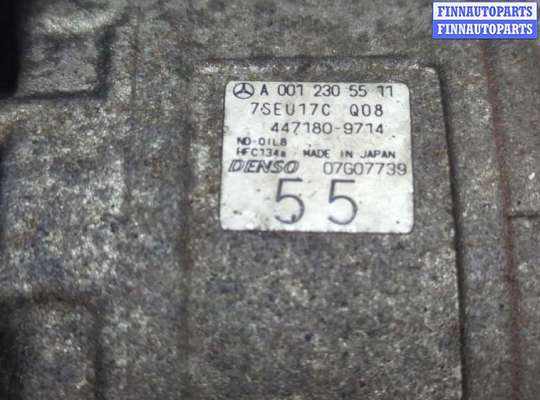 FINNAUTOPARTS
FINNAUTOPARTS
A 001 230 55 11
7SEU17C Q08
447180-9714
ND-OIL8
HFC134a MADE IN JAPAN
DENSO 07G07739
55